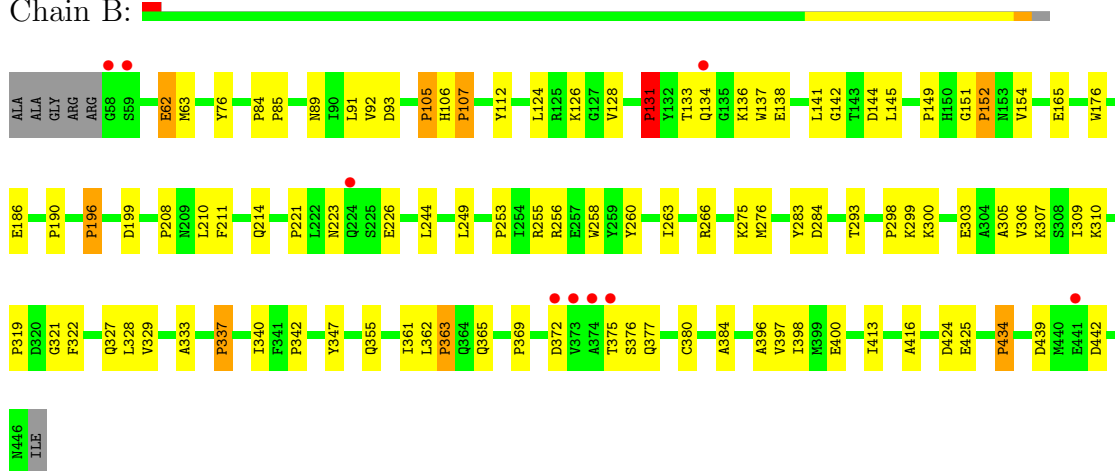 Chain B:
ALA ALA GLY ARG ARG G58 S59 E62 M63 Y76 P84 P85 N89 I90 L91 V92 D93 P105 H106 P107 Y112 L124 R125 K126 G127 V128 P131 Y132 T133 Q134 G135 K136 W137 E138 L141 G142 T143 D144 L145 P149 H150 G151 P152 N153 V154 E165 W176
E186 P190 P196 D199 P208 N209 L210 F211 Q214 P221 L222 N223 Q224 S225 E226 L244 L249 P253 I254 R255 R256 E257 W258 Y259 Y260 I263 R266 K275 M276 Y283 D284 T293 P298 K299 K300 E303 A304 A305 V306 K307 S308 I309 K310
P319 D320 G321 F322 Q327 L328 V329 A333 P337 I340 F341 P342 Y347 Q355 I361 L362 P363 Q364 Q365 P369 D372 V373 A374 T375 S376 Q377 C380 A384 A396 V397 I398 M399 E400 I413 A416 D424 E425 P434 D439 M440 E441 D442
N446 ILE